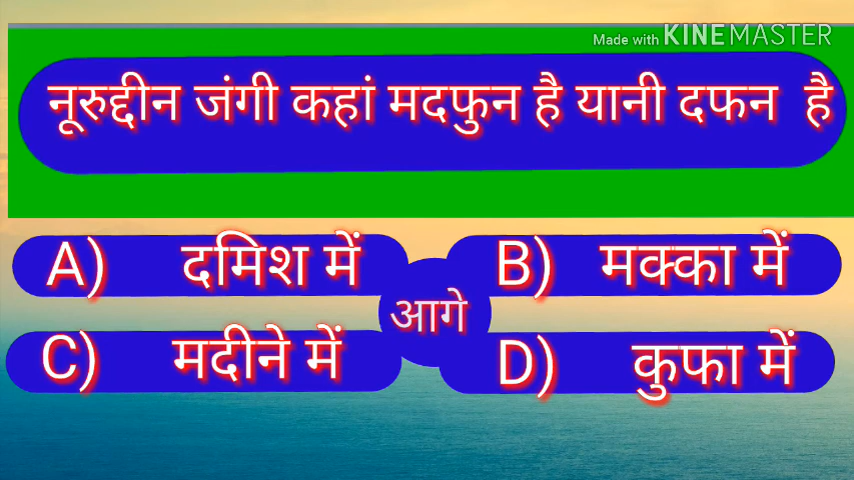 Made with KINEMASTER
नूरुद्दीन जंगी कहां मदफुन है यानी दफन है
A) दमिश में
B) मक्का में
आगे
C) मदीने में
D) कुफा में